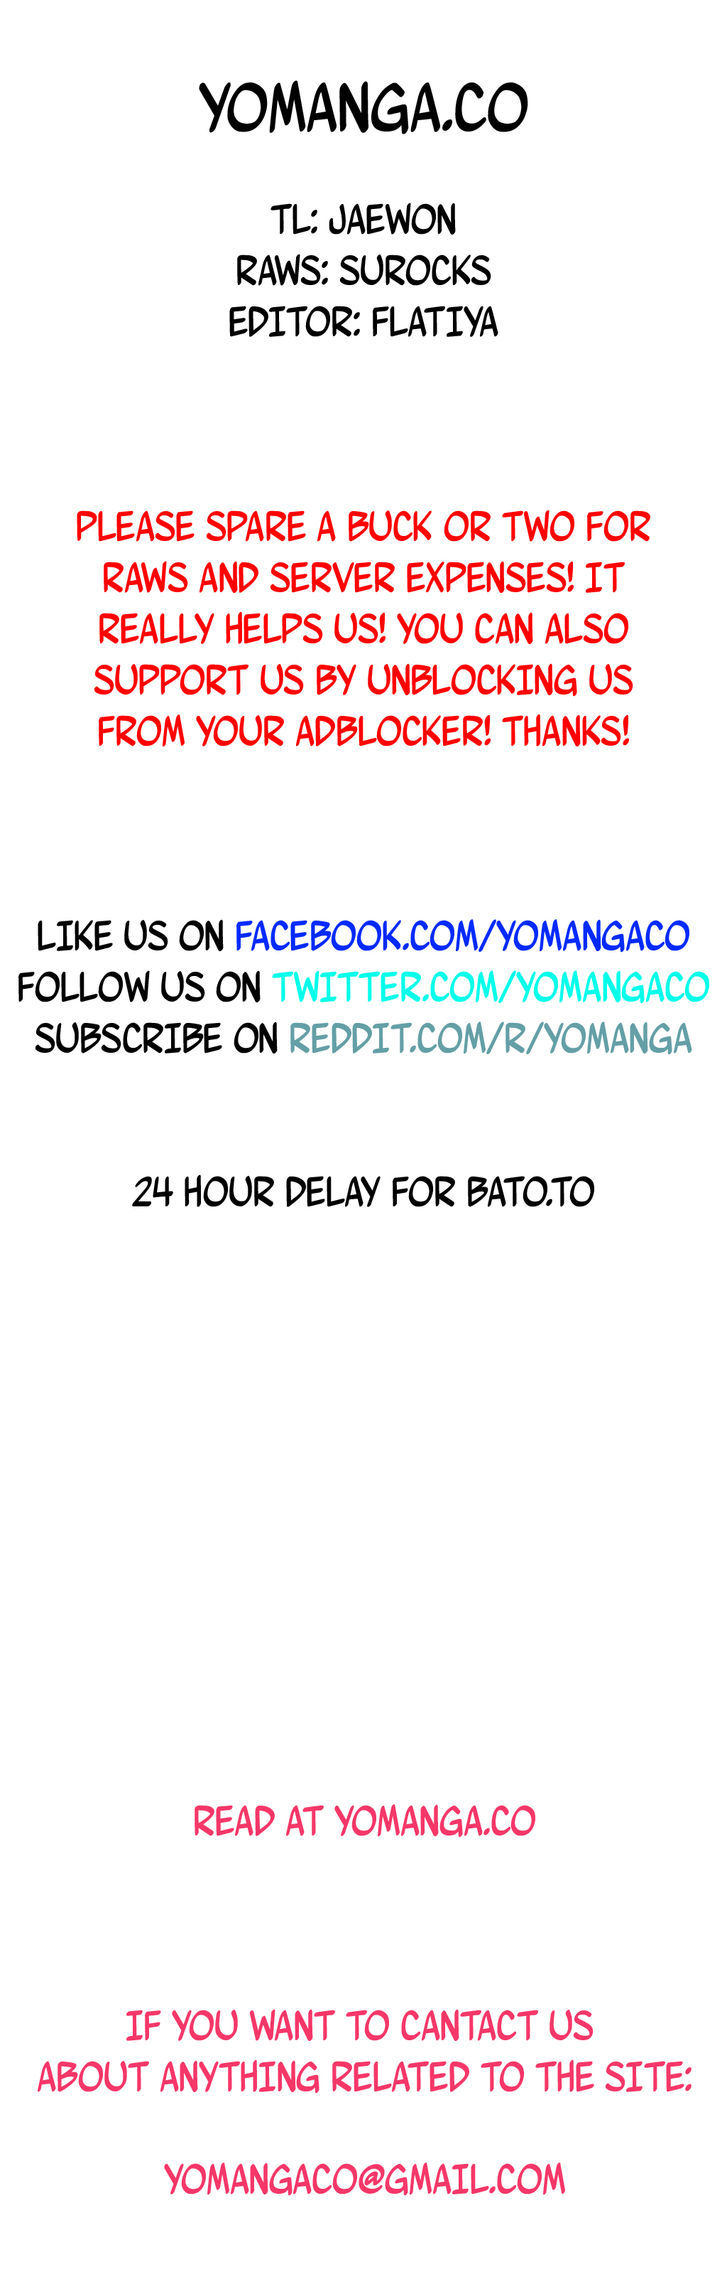 YOMANGA.CO
TL: JAEWON
RAWS: SUROCKS
EDITOR: FLATIYA
PLEASE SPARE A BUCK OR TWO FOR
RAWS AND SERVER EXPENSES! IT
REALLY HELPS US! YOU CAN ALSO
SUPPORT US BY UNBLOCKING US
FROM YOUR ADBLOCKER! THANKS!
LIKE US ON FACEBOOK.COM/YOMANGACO
FOLLOW US ON TWITTER.COM/YOMANGACO
SUBSCRIBE ON REDDIT.COM/R/YOMANGA
24 HOUR DELAY FOR BATO.TO
READ AT YOMANGA.CO
IF YOU WANT TO CANTACT US
ABOUT ANYTHING RELATED TO THE SITE:
YOMANGACO@GMAIL.COM